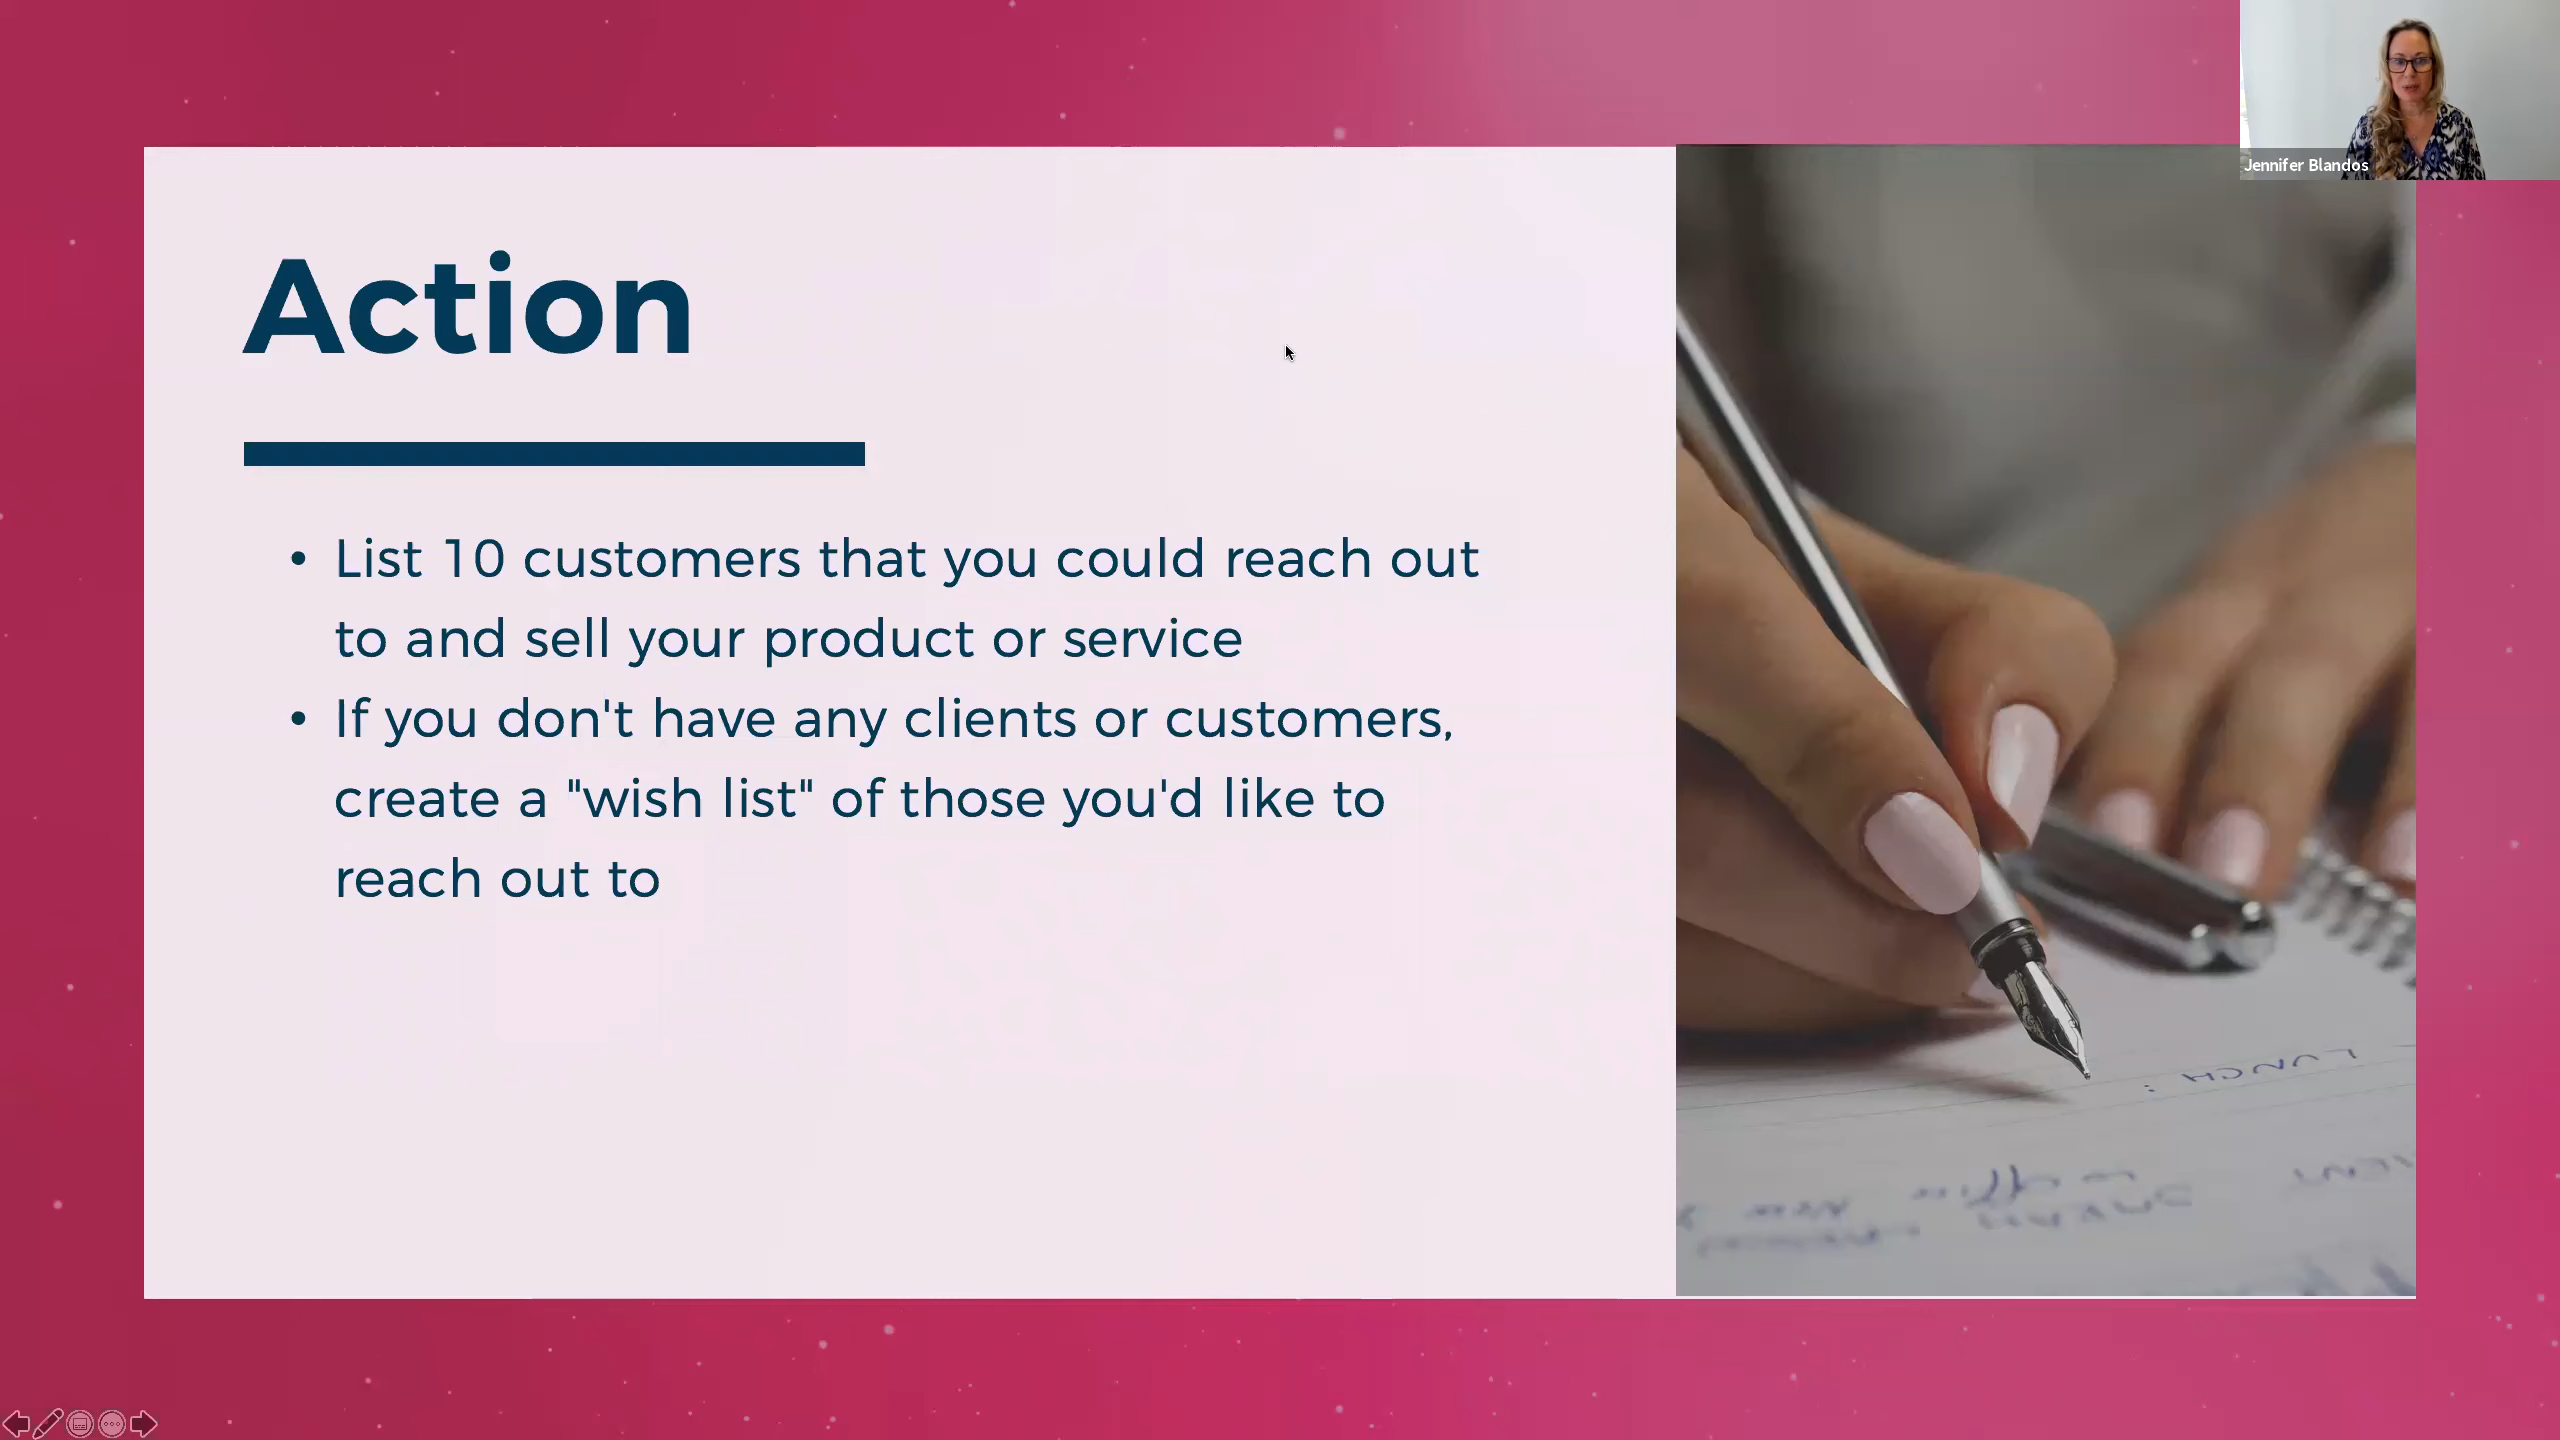 Jennifer Blandos
Action
• List 10 customers that you could reach out
to and sell your product or service
• If you don't have any clients or customers,
create a "wish list" of those you'd like to
reach out to
LUNCH :